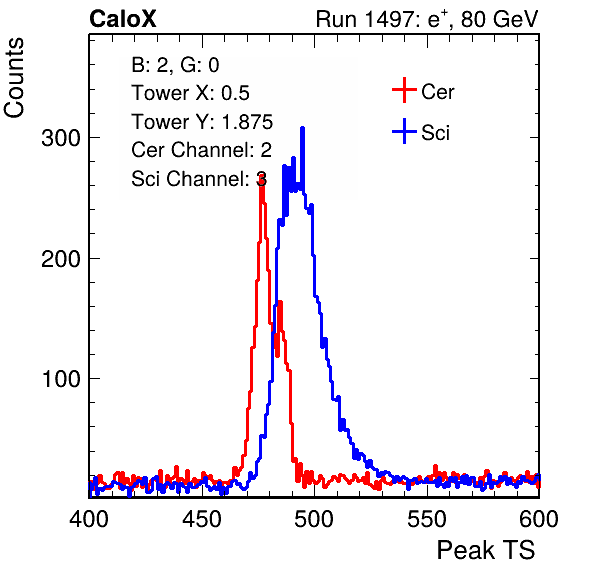 CaloX
Run 1497: e+, 80 GeV
Counts
B: 2, G: 0
Tower X: 0.5
Tower Y: 1.875
Cer Channel: 2
Sci Channel: 3
Cer
Sci
300
200
100
400
450
500
550
600
Peak TS